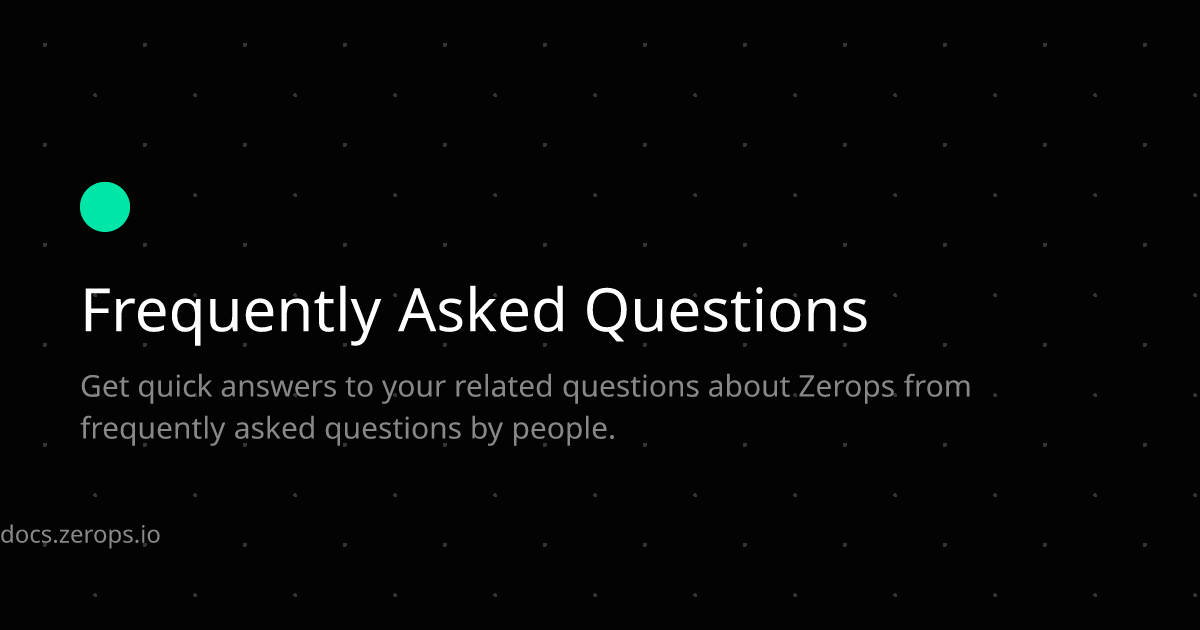 Frequently Asked Questions
Get quick answers to your related questions about Zerops from
frequently asked questions by people.
docs.zerops.io